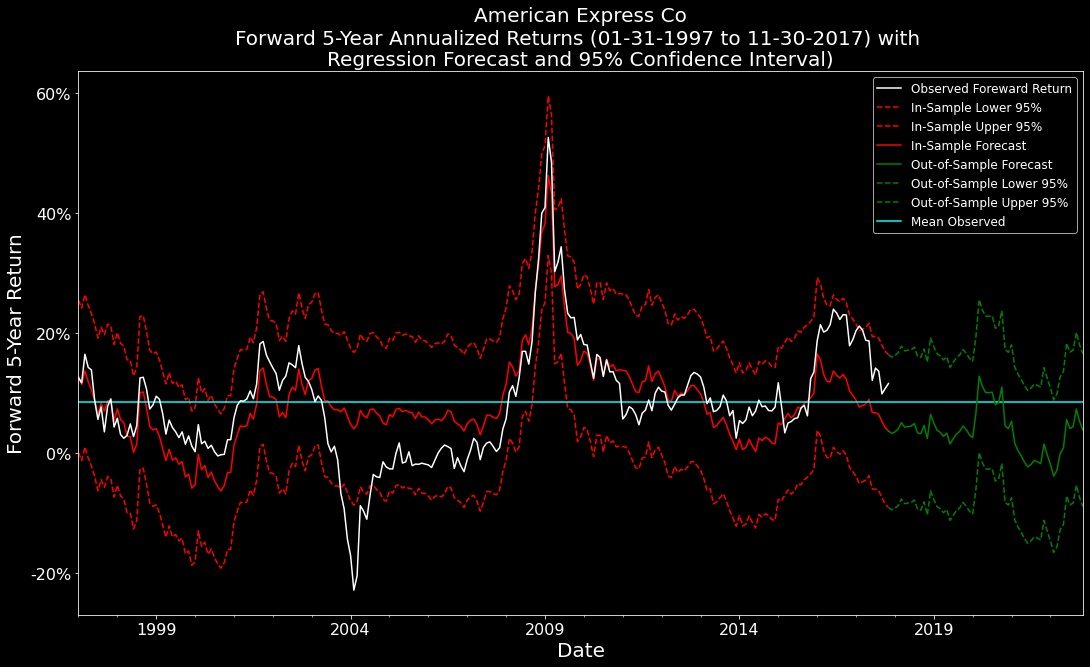 American Express Co
Forward 5-Year Annualized Returns (01-31-1997 to 11-30-2017) with
Regression Forecast and 95% Confidence Interval)
Observed Foreward Return
In-Sample Lower 95%
In-Sample Upper 95%
In-Sample Forecast
Out-of-Sample Forecast
Out-of-Sample Lower 95%
Out-of-Sample Upper 95%
Mean Observed
Forward 5-Year Return
60%
40%
20%
0%
-20%
1999
2004
2009
2014
2019
Date